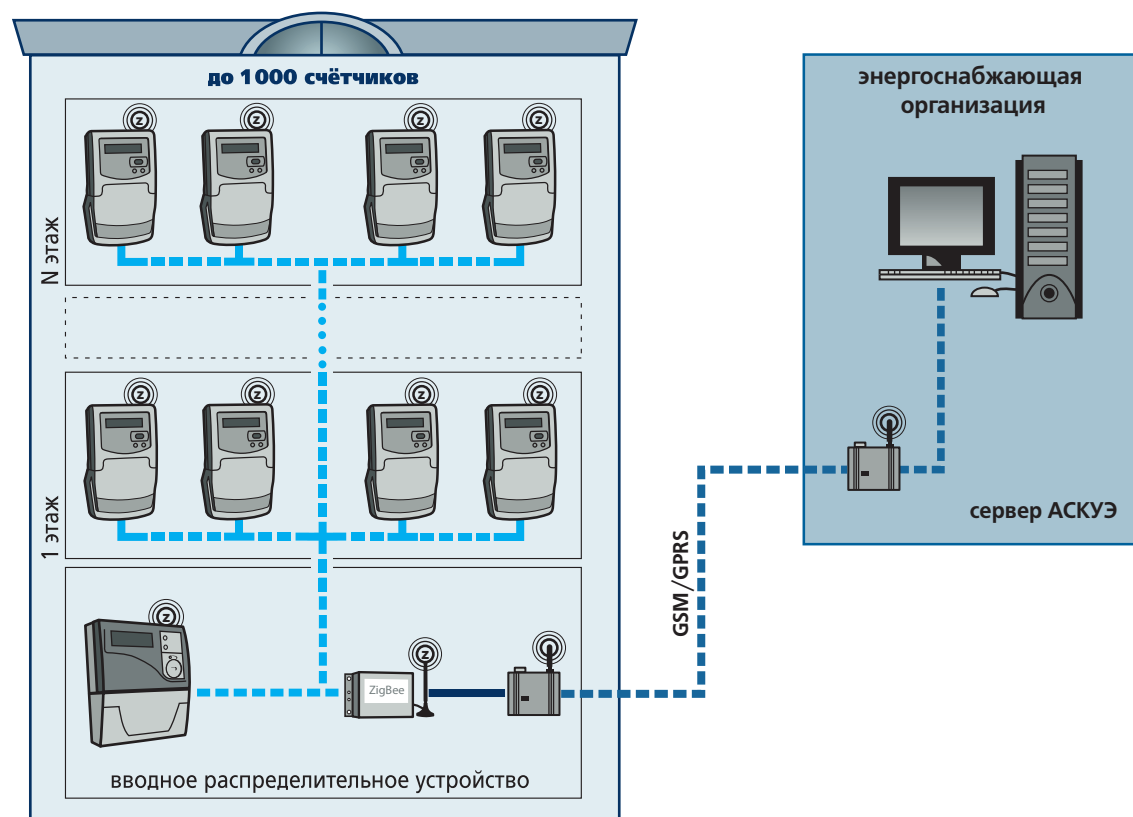 до 1000 счётчиков
энергоснабжающая
организация
Z
Z
Z
Z
N этаж
Z
Z
Z
Z
1 этаж
сервер АСКУЭ
GSM/GPRS
Z
Z
ZigBee
вводное распределительное устройство